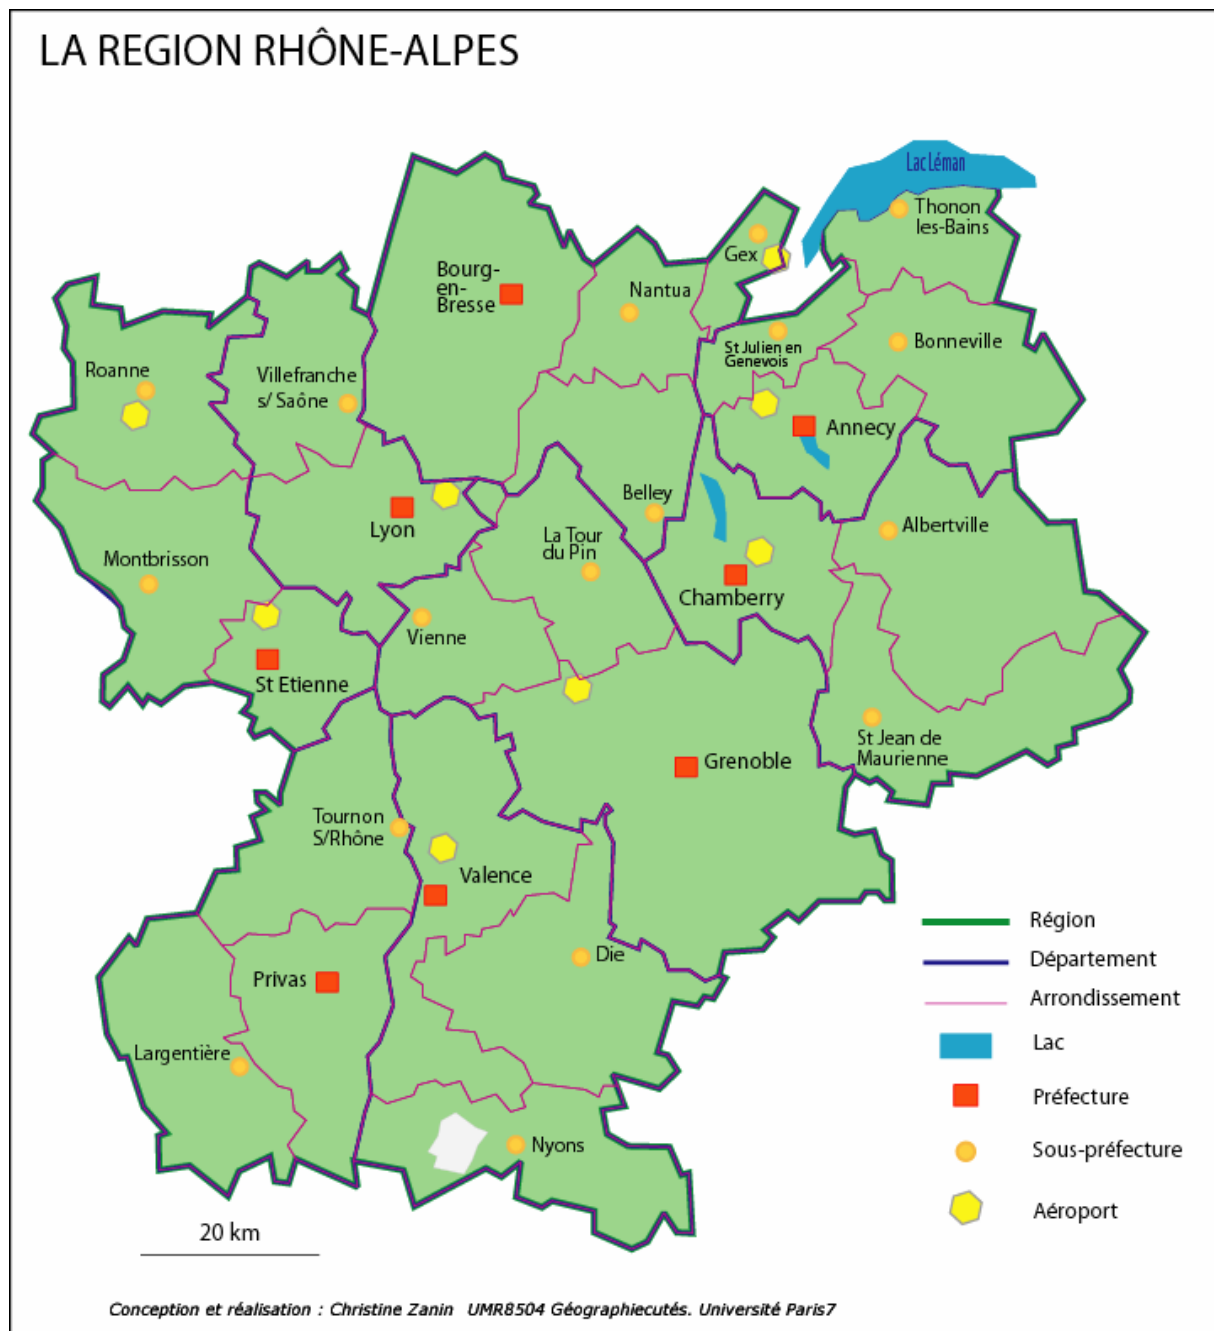 LA REGION RHÔNE-ALPES
Lac Léman
Thonon
les-Bains
Gex
Bourg-
en-
Bresse
Nantua
St Julien en
Genevois
Bonneville
Roanne
Villefranche
s/ Saône
Annecy
Belley
Lyon
La Tour
du Pin
Albertville
Montbrisson
Chamberry
Vienne
St Etienne
St Jean de
Maurienne
Grenoble
Tournon
S/Rhône
Valence
Die
Privas
Largentière
Nyons
Région
Département
Arrondissement
Lac
Préfecture
Sous-préfecture
Aéroport
20 km
Conception et réalisation : Christine Zanin UMR8504 Géographiecutés. Université Paris7